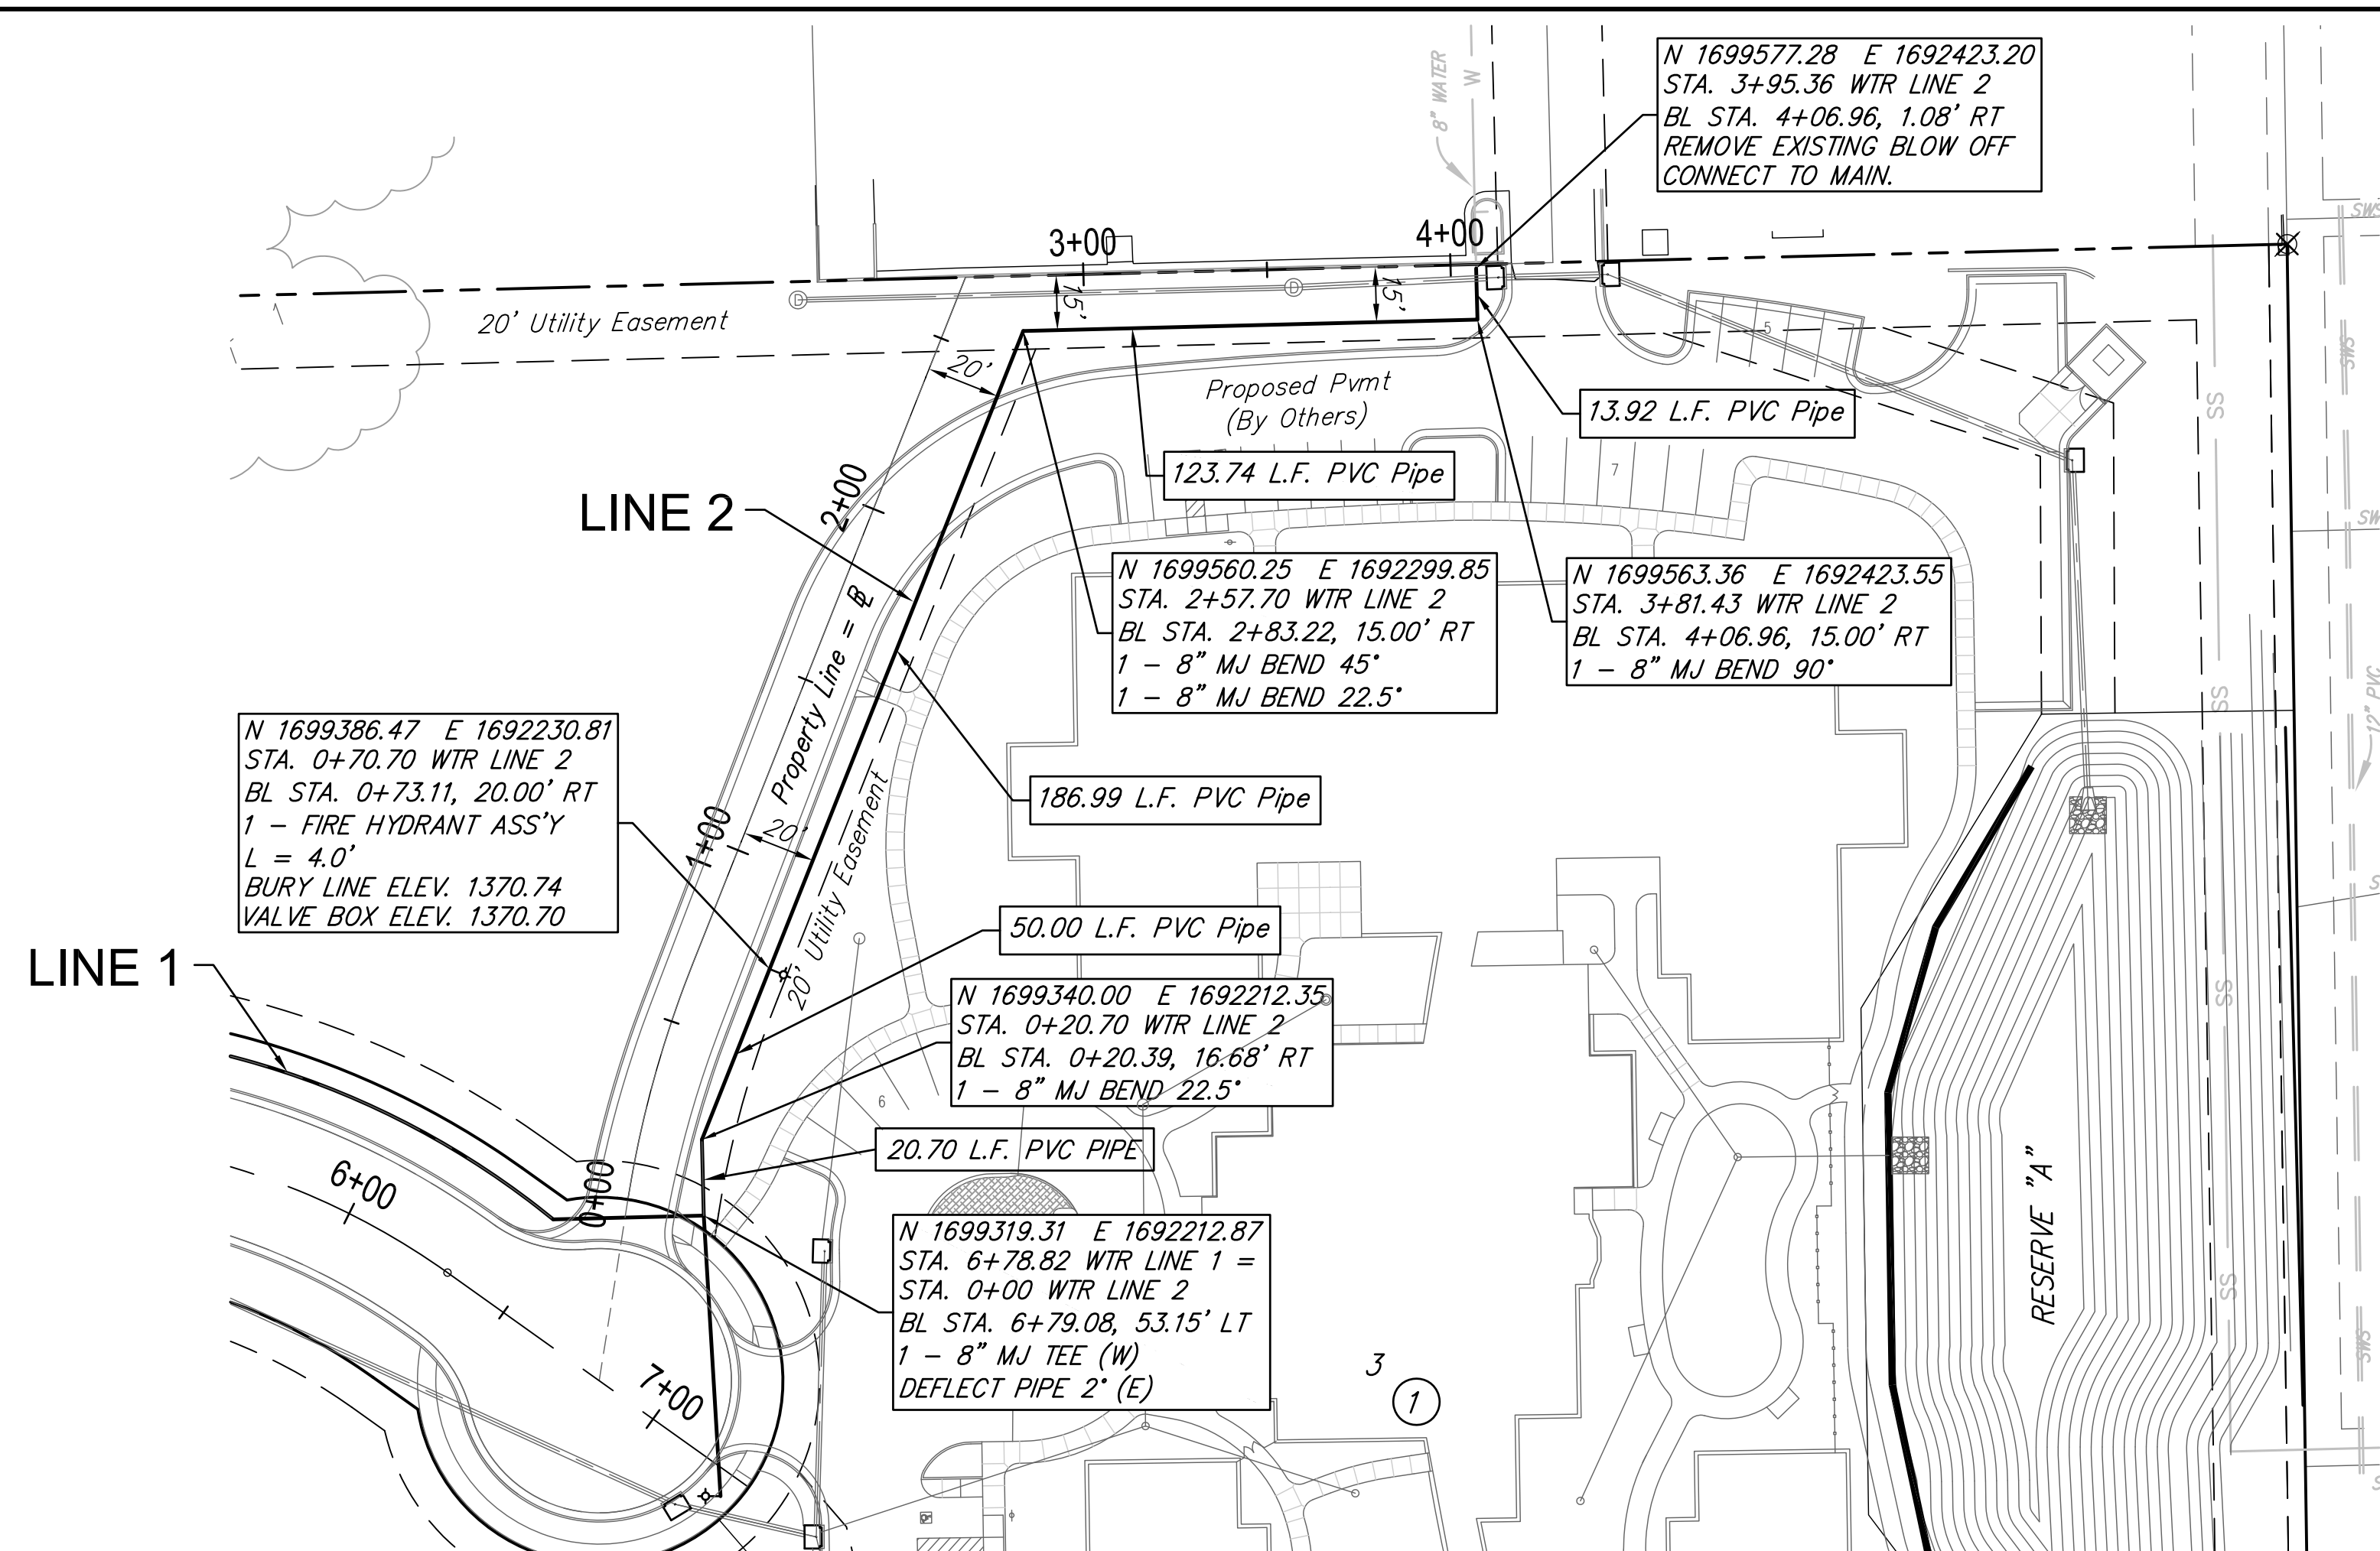 N 1699577.28 E 1692423.20
STA. 3+95.36 WTR LINE 2
BL STA. 4+06.96, 1.08' RT
REMOVE EXISTING BLOW OFF
CONNECT TO MAIN.
8" WATER
W
3+00
4+00
SWS
D
D
15'
15'
20' Utility Easement
5
20'
Proposed Pvmt
(By Others)
13.92 L.F. PVC Pipe
SWS
SS
123.74 L.F. PVC Pipe
7
2+00
LINE 2
N 1699560.25 E 1692299.85
STA. 2+57.70 WTR LINE 2
BL STA. 2+83.22, 15.00' RT
1 - 8" MJ BEND 45°
1 - 8" MJ BEND 22.5°
N 1699563.36 E 1692423.55
STA. 3+81.43 WTR LINE 2
BL STA. 4+06.96, 15.00' RT
1 - 8" MJ BEND 90°
Property Line = BL
SS
12" PVC
N 1699386.47 E 1692230.81
STA. 0+70.70 WTR LINE 2
BL STA. 0+73.11, 20.00' RT
1 - FIRE HYDRANT ASS'Y
L = 4.0'
BURY LINE ELEV. 1370.74
VALVE BOX ELEV. 1370.70
186.99 L.F. PVC Pipe
1+00
20'
20' Utility Easement
50.00 L.F. PVC Pipe
LINE 1
N 1699340.00 E 1692212.35
STA. 0+20.70 WTR LINE 2
BL STA. 0+20.39, 16.68' RT
1 - 8" MJ BEND 22.5°
SS
6
20.70 L.F. PVC PIPE
6+00
0+00
N 1699319.31 E 1692212.87
STA. 6+78.82 WTR LINE 1 =
STA. 0+00 WTR LINE 2
BL STA. 6+79.08, 53.15' LT
1 - 8" MJ TEE (W)
DEFLECT PIPE 2° (E)
RESERVE "A"
SS
SWS
7+00
3
1